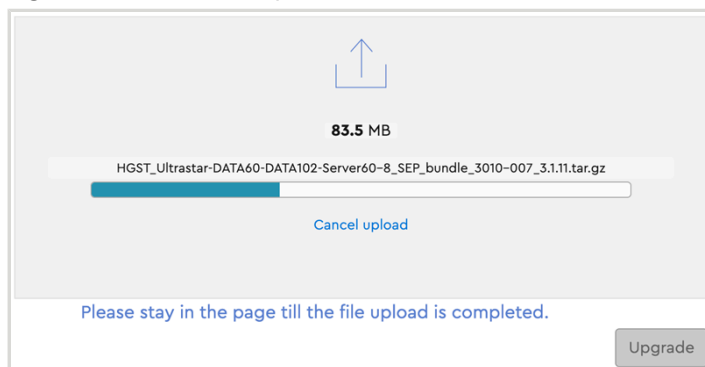 83.5 MB
HGST_Ultrastar-DATA60-DATA102-Server60-8_SEP_bundle_3010-007_3.1.11.tar.gz
Cancel upload
Please stay in the page till the file upload is completed.
Upgrade